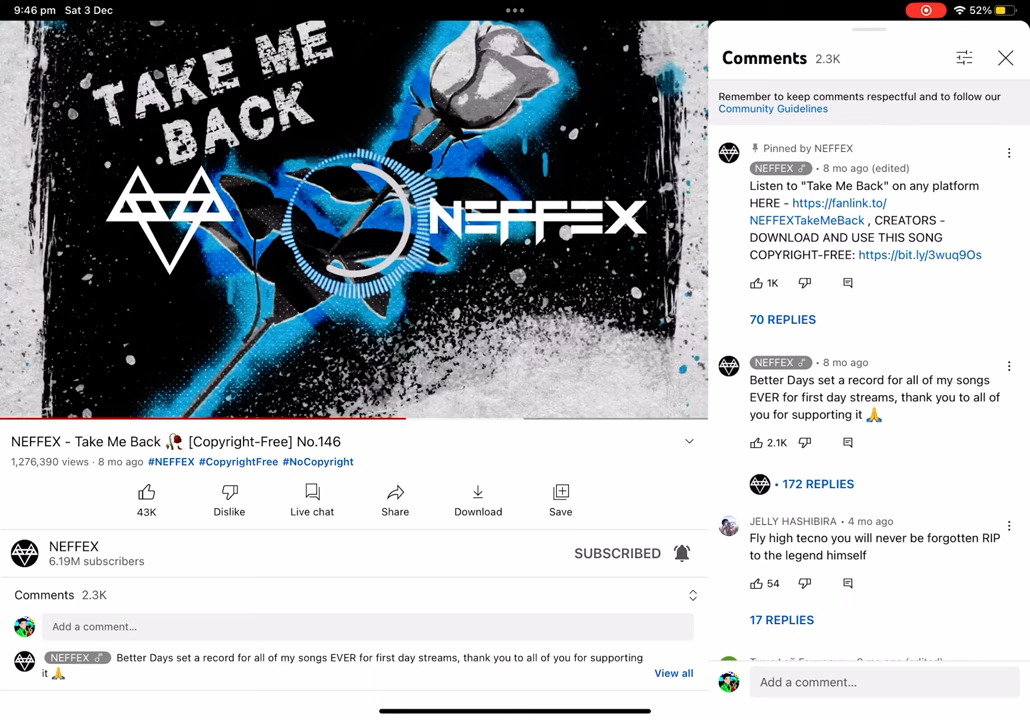 9:46 pm Sat 3 Dec
52%
TAKE ME
BACK
NEFFEX
NEFFEX - Take Me Back 🥀 [Copyright-Free] No.146
1,276,390 views · 8 mo ago #NEFFEX #CopyrightFree #NoCopyright
43K
Dislike
Live chat
Share
Download
Save
NEFFEX
6.19M subscribers
SUBSCRIBED
Comments 2.3K
Add a comment...
NEFFEX Better Days set a record for all of my songs EVER for first day streams, thank you to all of you for supporting
it 🙏
View all
Comments 2.3K
Remember to keep comments respectful and to follow our
Community Guidelines
Pinned by NEFFEX
NEFFEX • 8 mo ago (edited)
Listen to "Take Me Back" on any platform
HERE - https://fanlink.to/
NEFFEXTakeMeBack , CREATORS -
DOWNLOAD AND USE THIS SONG
COPYRIGHT-FREE: https://bit.ly/3wuq9Os
1K
70 REPLIES
NEFFEX • 8 mo ago
Better Days set a record for all of my songs
EVER for first day streams, thank you to all of
you for supporting it 🙏
2.1K
• 172 REPLIES
JELLY HASHIBIRA • 4 mo ago
Fly high tecno you will never be forgotten RIP
to the legend himself
54
17 REPLIES
Add a comment...